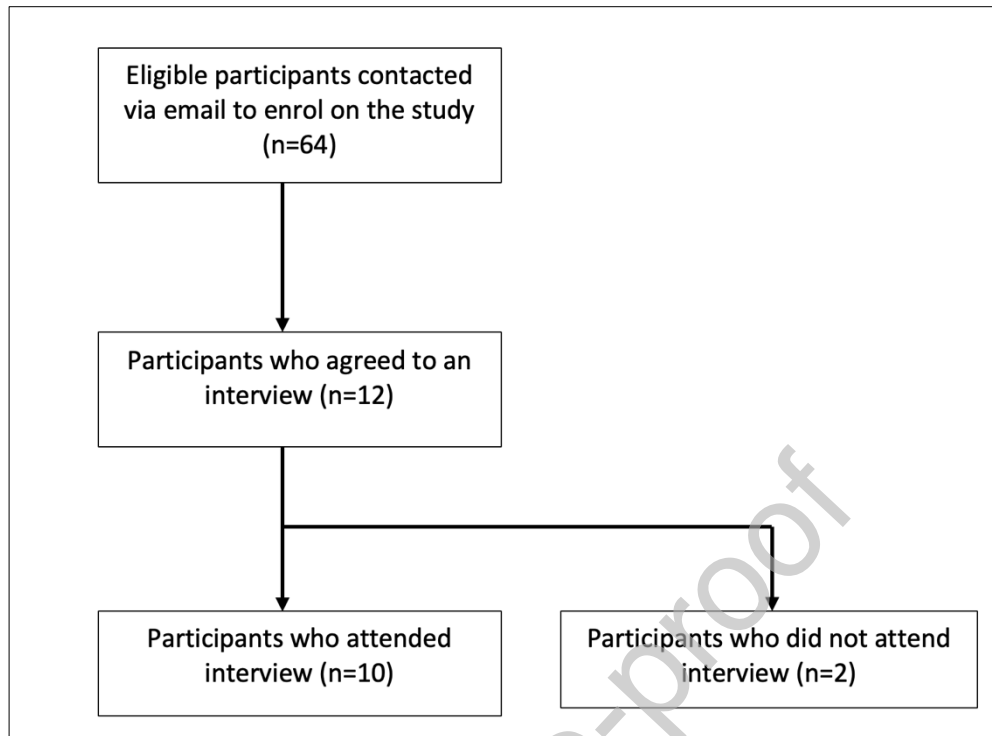 Eligible participants contacted
via email to enrol on the study
(n=64)
Participants who agreed to an
interview (n=12)
Participants who attended
interview (n=10)
Participants who did not attend
interview (n=2)
-proof